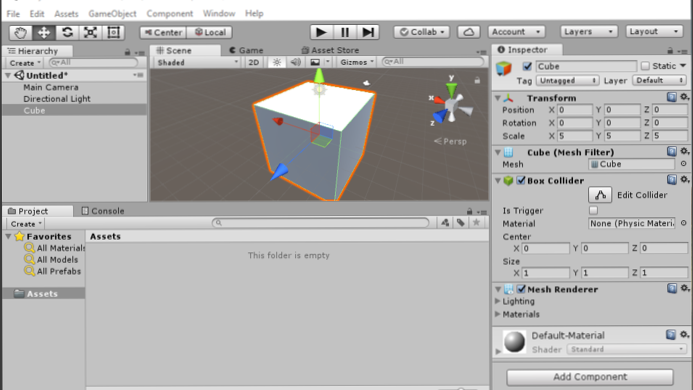 File Edit Assets GameObject Component Window Help
Center Local Collab Account Layers Layout
Hierarchy
Create All
Untitled*
Main Camera
Directional Light
Cube
Scene Game Asset Store
Shaded 2D Gizmos All
y
x
z
Persp
Project Console
Create
Favorites
All Materials
All Models
All Prefabs
Assets
Assets
This folder is empty
Inspector
Cube Static
Tag Untagged Layer Default
Transform
Position X 0 Y 0 Z 0
Rotation X 0 Y 0 Z 0
Scale X 5 Y 5 Z 5
Cube (Mesh Filter)
Mesh Cube
Box Collider
Edit Collider
Is Trigger
Material None (Physic Materi
Center
X 0 Y 0 Z 0
Size
X 1 Y 1 Z 1
Mesh Renderer
Lighting
Materials
Default-Material
Shader Standard
Add Component